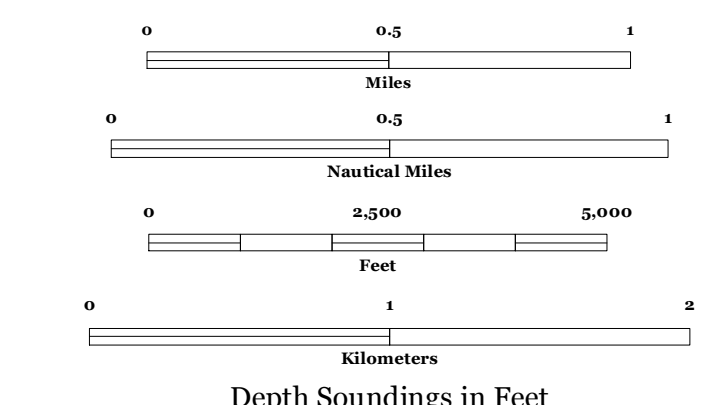 0 0.5 1
Miles
0 0.5 1
Nautical Miles
0 2,500 5,000
Feet
0 1 2
Kilometers
Depth Soundings in Feet